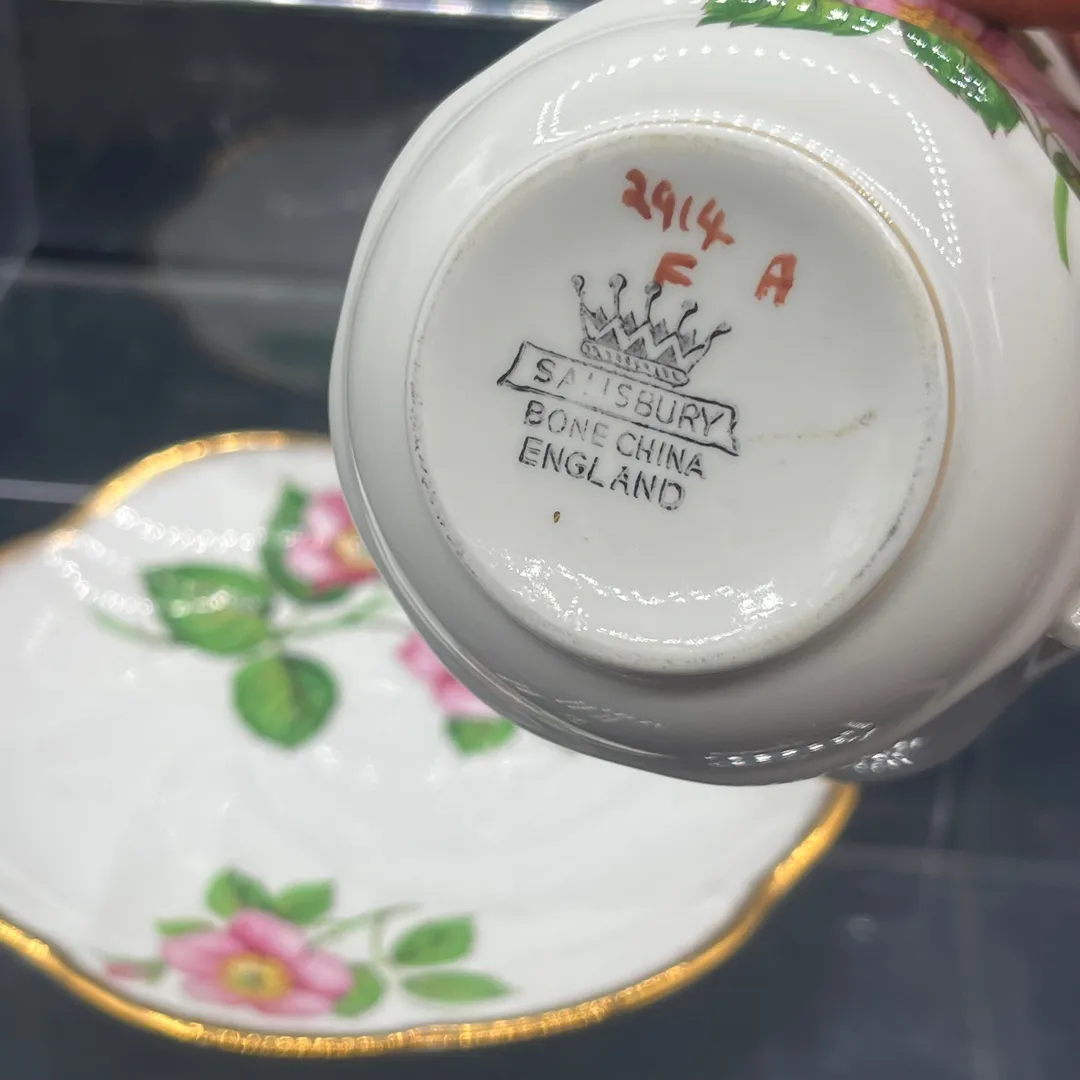 2914
F A
SALISBURY
BONE CHINA
ENGLAND